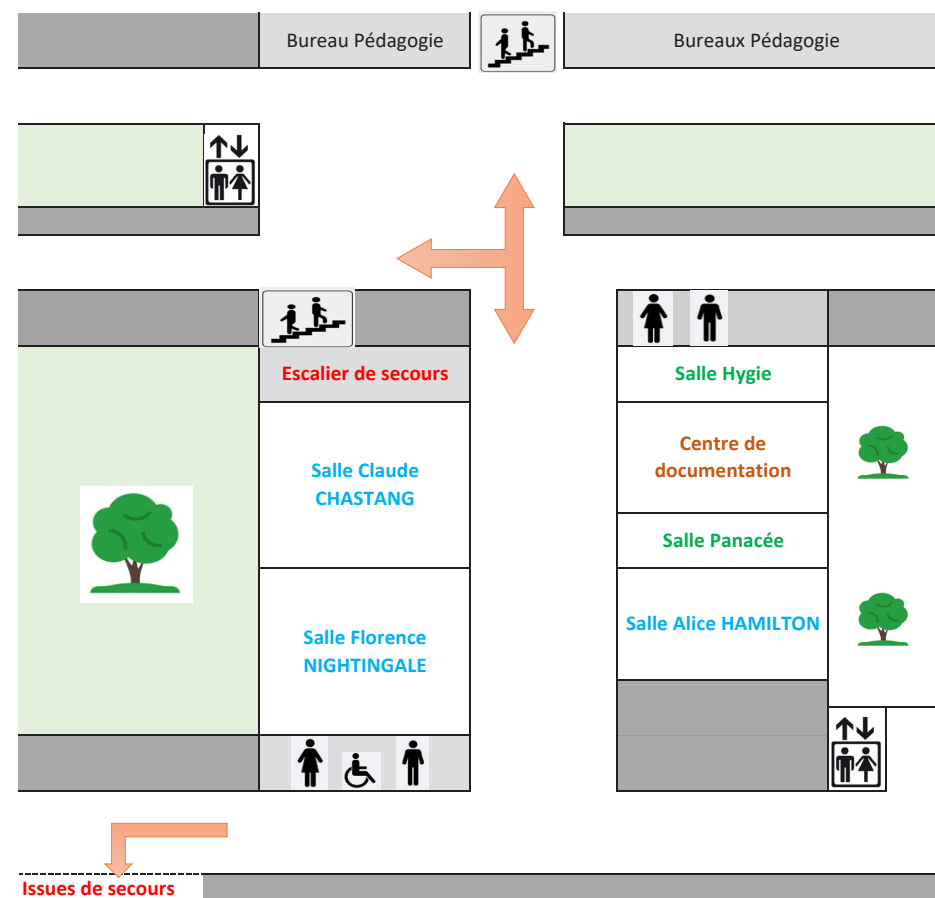 Bureau Pédagogie
Bureaux Pédagogie
Escalier de secours
Salle Claude
CHASTANG
Salle Florence
NIGHTINGALE
Salle Hygie
Centre de
documentation
Salle Panacée
Salle Alice HAMILTON
Issues de secours